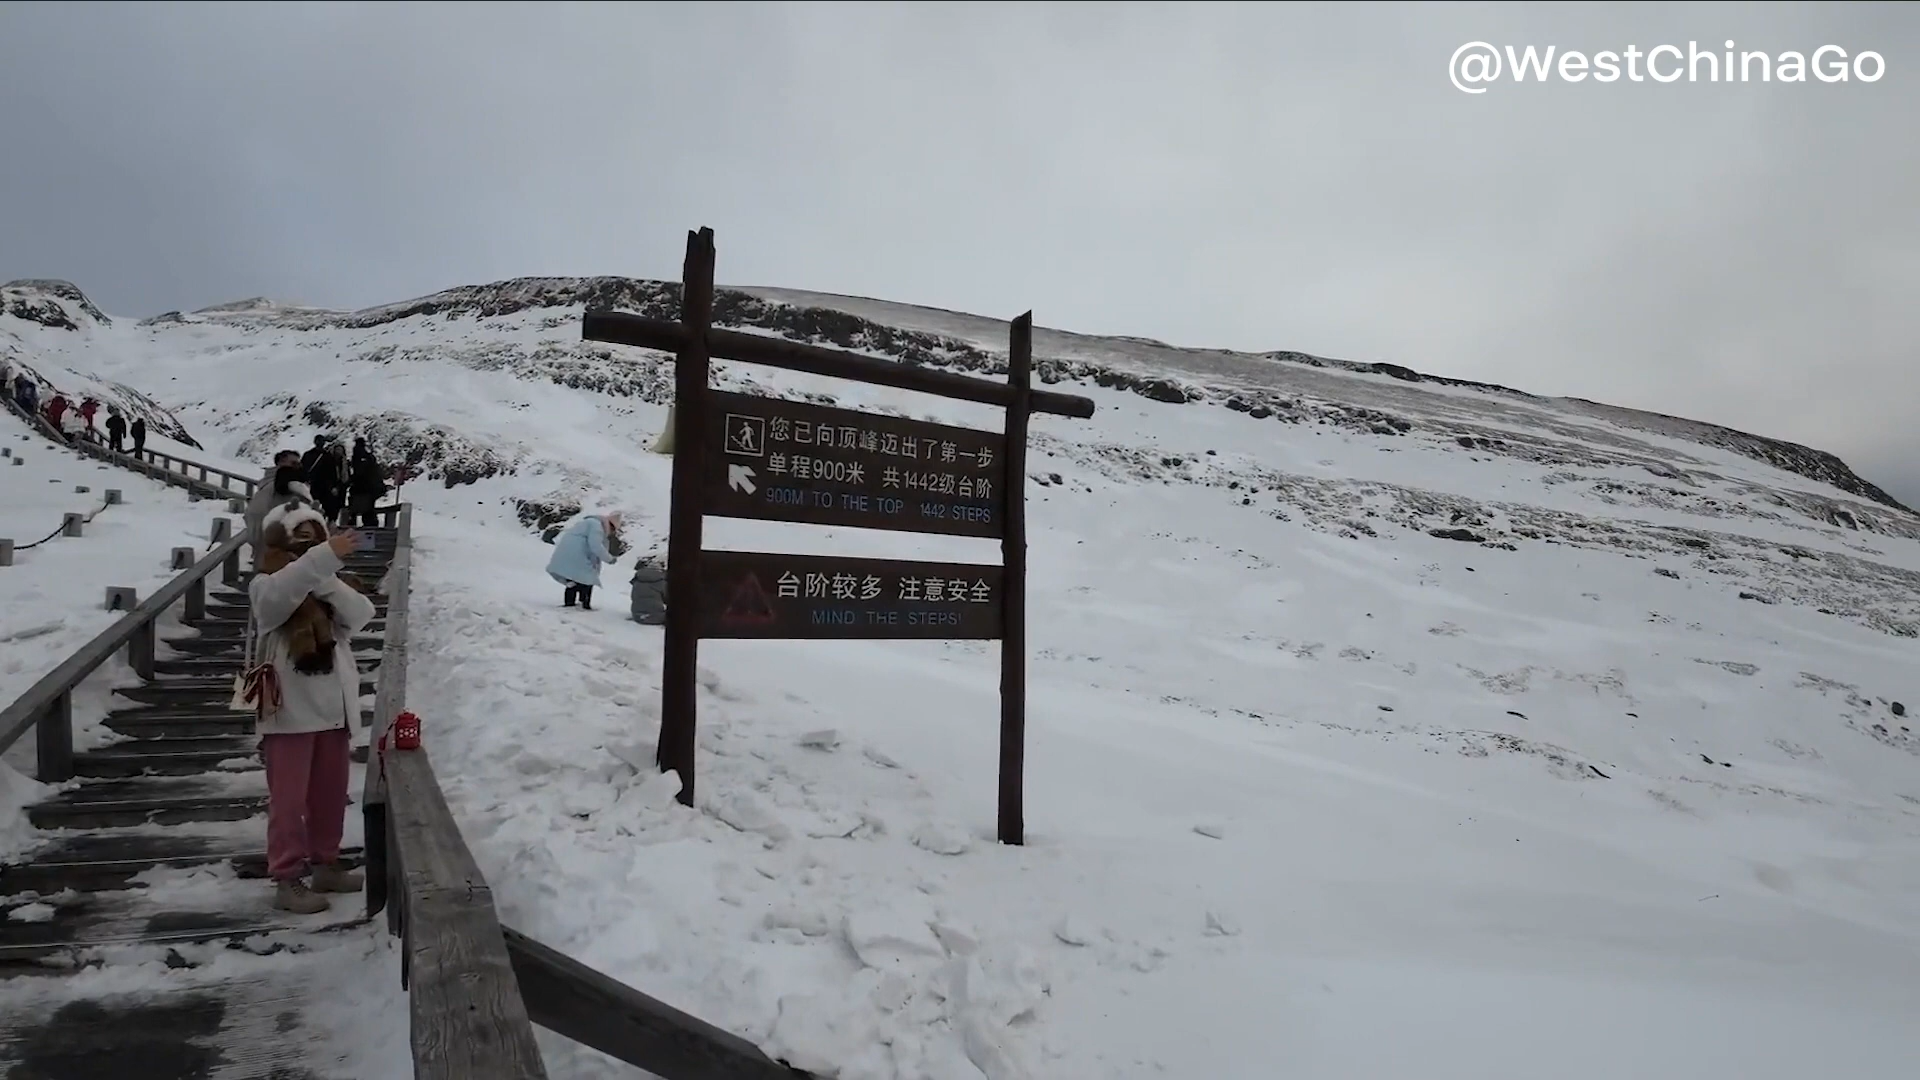 @WestChinaGo
您已向顶峰迈出了第一步
单程900米 共1442级台阶
900M TO THE TOP 1442 STEPS
台阶较多 注意安全
MIND THE STEPS!